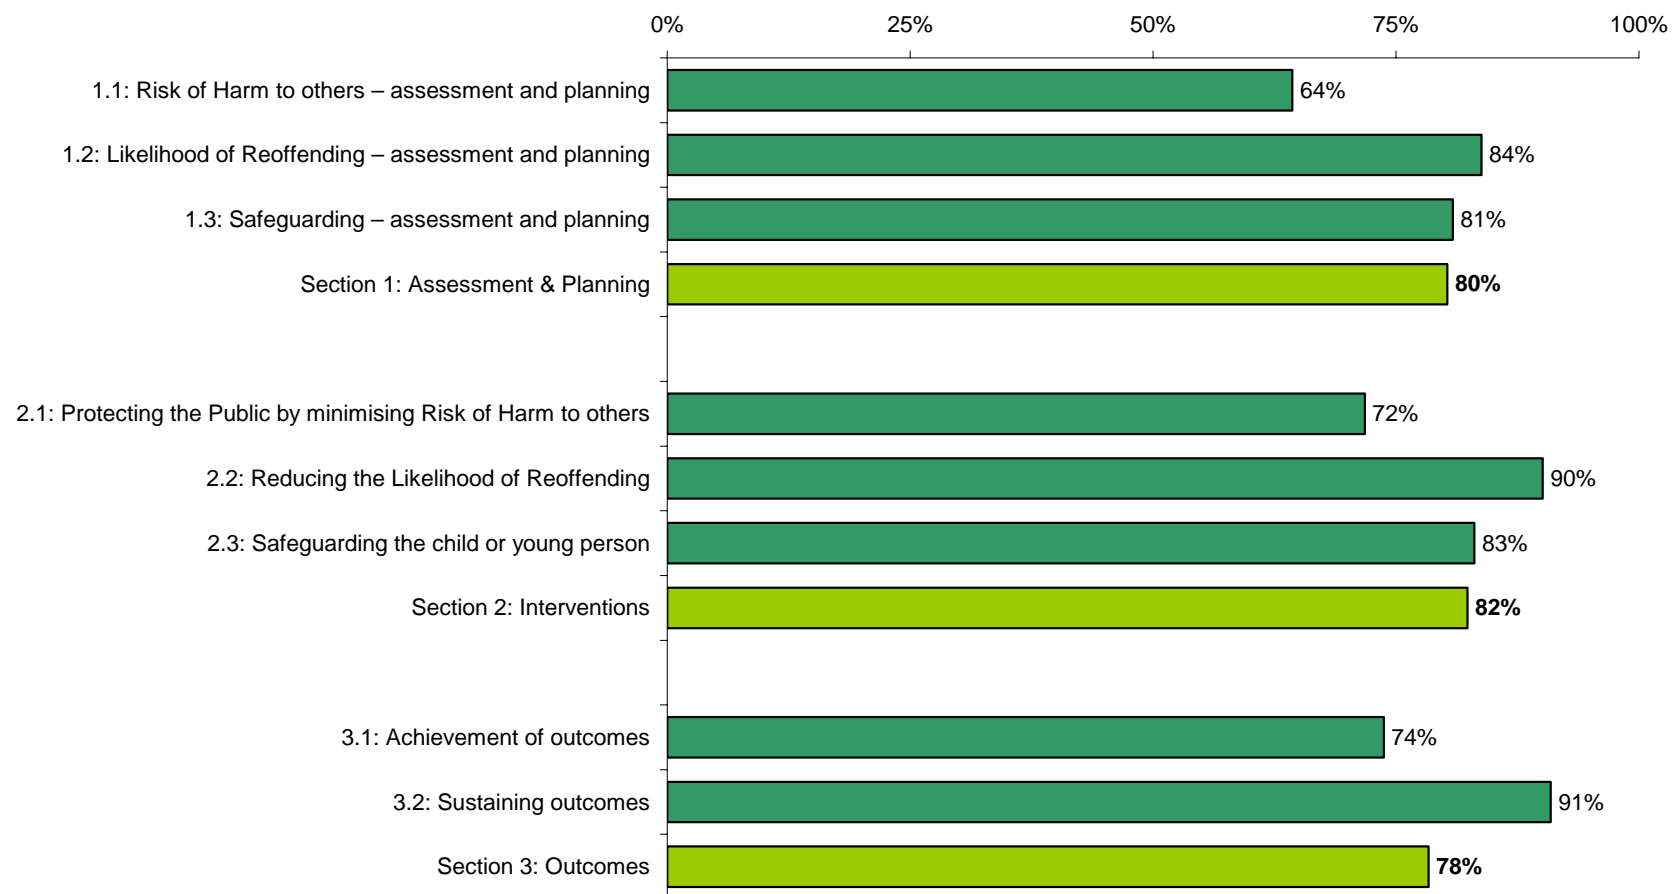 0% 25% 50% 75% 100%
1.1: Risk of Harm to others – assessment and planning 64%
1.2: Likelihood of Reoffending – assessment and planning 84%
1.3: Safeguarding – assessment and planning 81%
Section 1: Assessment & Planning 80%
2.1: Protecting the Public by minimising Risk of Harm to others 72%
2.2: Reducing the Likelihood of Reoffending 90%
2.3: Safeguarding the child or young person 83%
Section 2: Interventions 82%
3.1: Achievement of outcomes 74%
3.2: Sustaining outcomes 91%
Section 3: Outcomes 78%